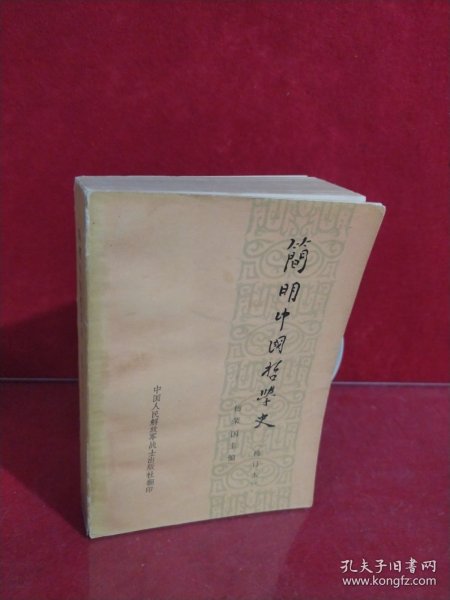 簡明中国哲學史
（修订本）
杨荣国主编
中国人民解放军战士出版社翻印
孔夫子旧书网
www.kongfz.com